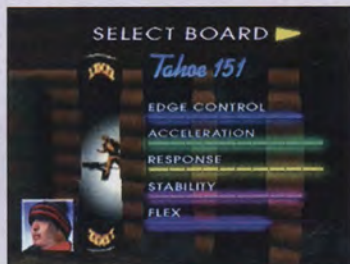 SELECT BOARD
Tahoe 151
EDGE CONTROL
ACCELERATION
RESPONSE
STABILITY
FLEX